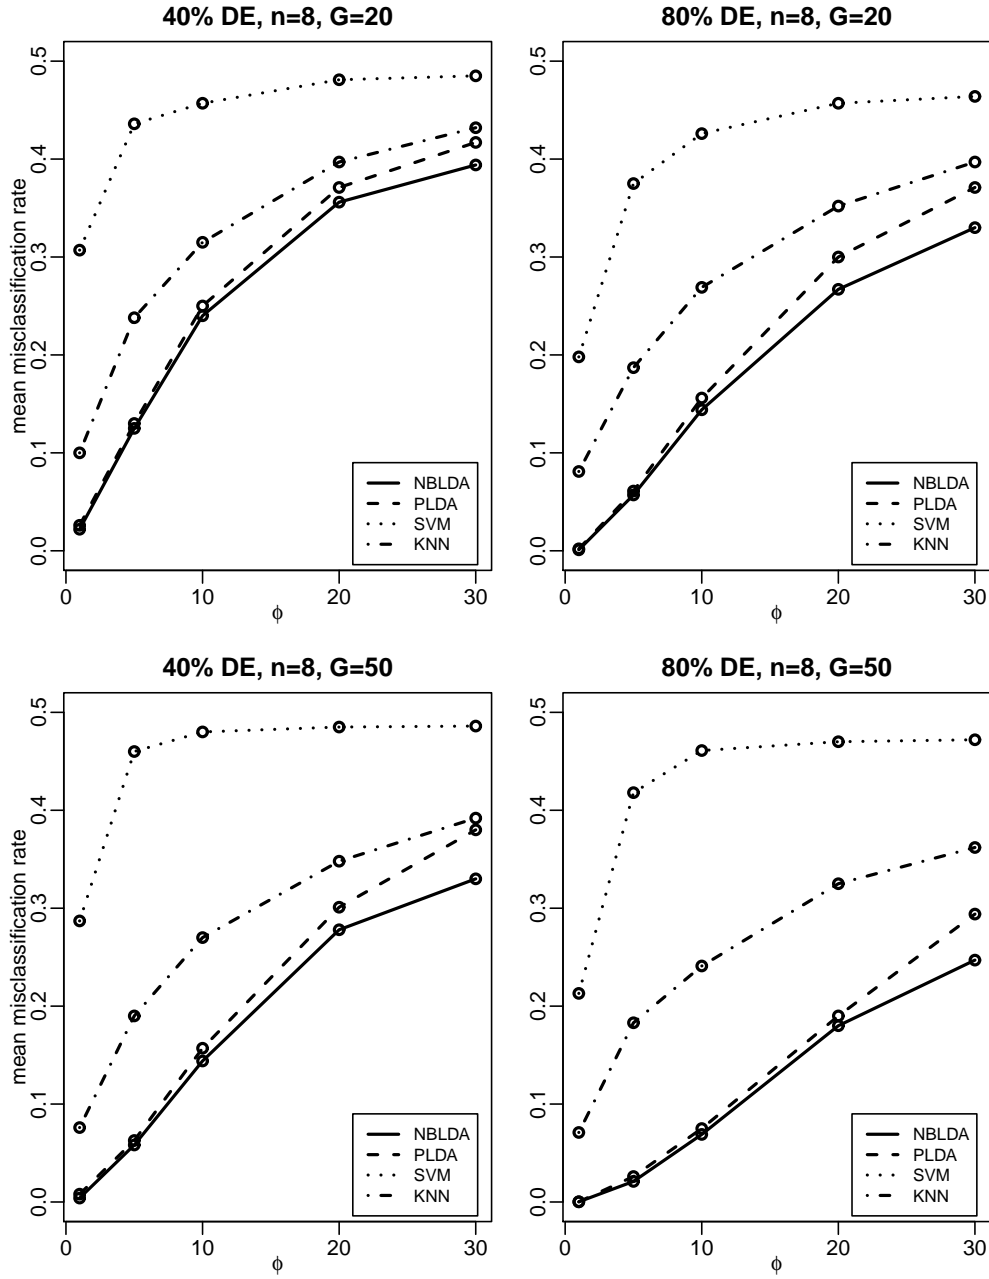 40% DE, n=8, G=20
mean misclassification rate
0.5
0.4
0.3
0.2
0.1
0.0
NBLDA
PLDA
SVM
KNN
0 10 20 30
ϕ
80% DE, n=8, G=20
0.5
0.4
0.3
0.2
0.1
0.0
NBLDA
PLDA
SVM
KNN
0 10 20 30
ϕ
40% DE, n=8, G=50
mean misclassification rate
0.5
0.4
0.3
0.2
0.1
0.0
NBLDA
PLDA
SVM
KNN
0 10 20 30
ϕ
80% DE, n=8, G=50
0.5
0.4
0.3
0.2
0.1
0.0
NBLDA
PLDA
SVM
KNN
0 10 20 30
ϕ